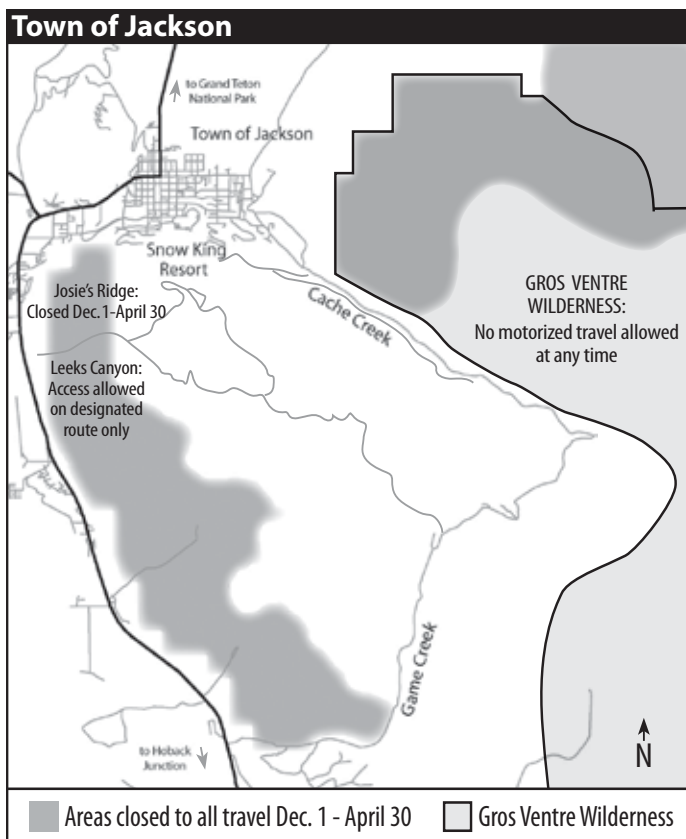 Town of Jackson
to Grand Teton
National Park
Town of Jackson
Snow King
Resort
Josie's Ridge:
Closed Dec. 1-April 30
Cache Creek
GROS VENTRE
WILDERNESS:
No motorized travel allowed
at any time
Leeks Canyon:
Access allowed
on designated
route only
Game Creek
to Hoback
Junction
N
Areas closed to all travel Dec. 1 - April 30
Gros Ventre Wilderness